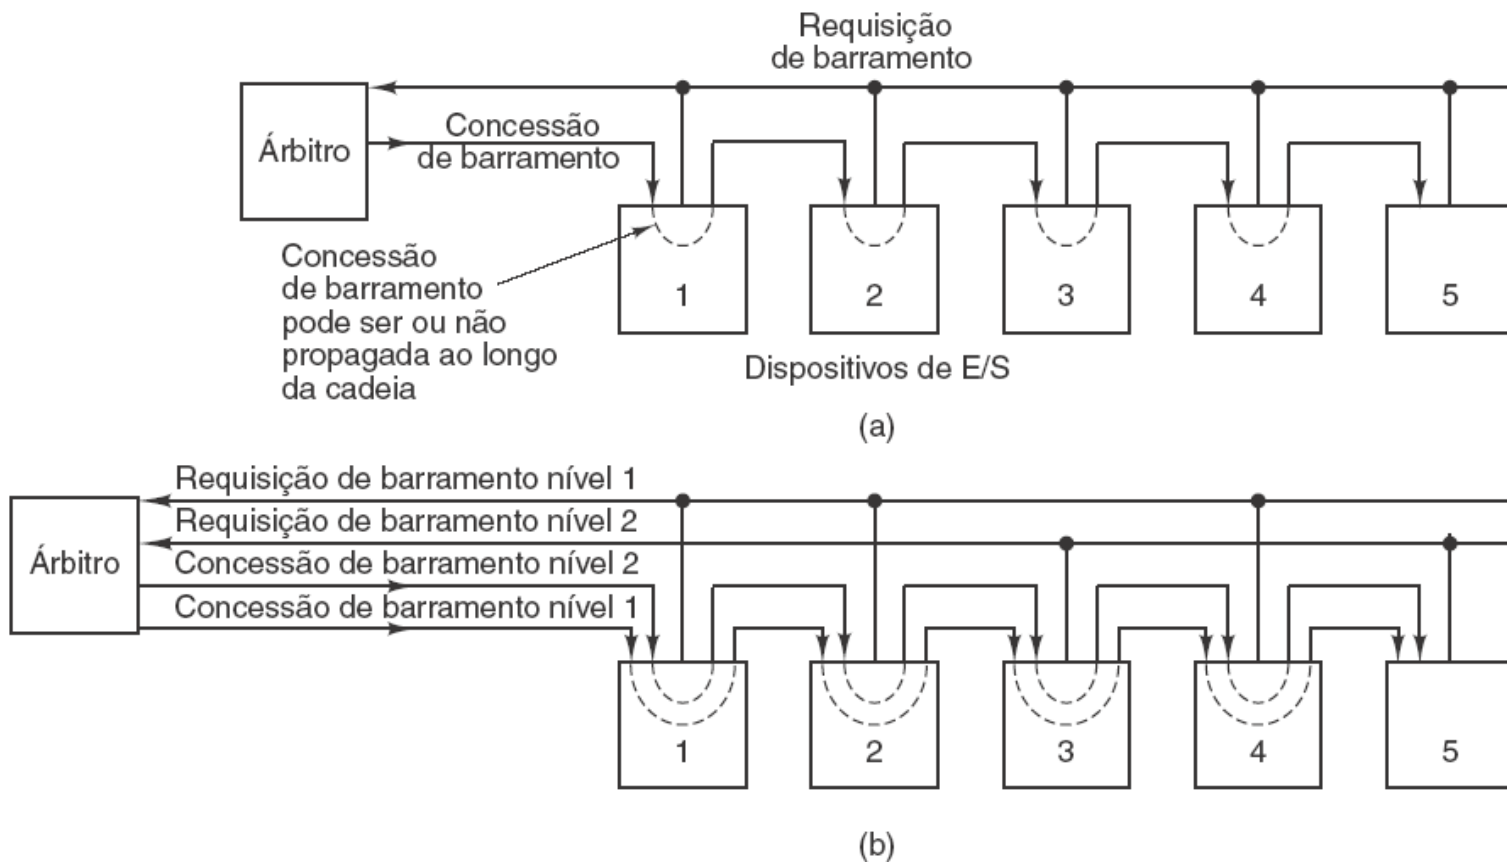 Requisição
de barramento
Árbitro
Concessão
de barramento
Concessão
de barramento
pode ser ou não
propagada ao longo
da cadeia
1
2
3
4
5
Dispositivos de E/S
(a)
Requisição de barramento nível 1
Requisição de barramento nível 2
Árbitro
Concessão de barramento nível 2
Concessão de barramento nível 1
1
2
3
4
5
(b)